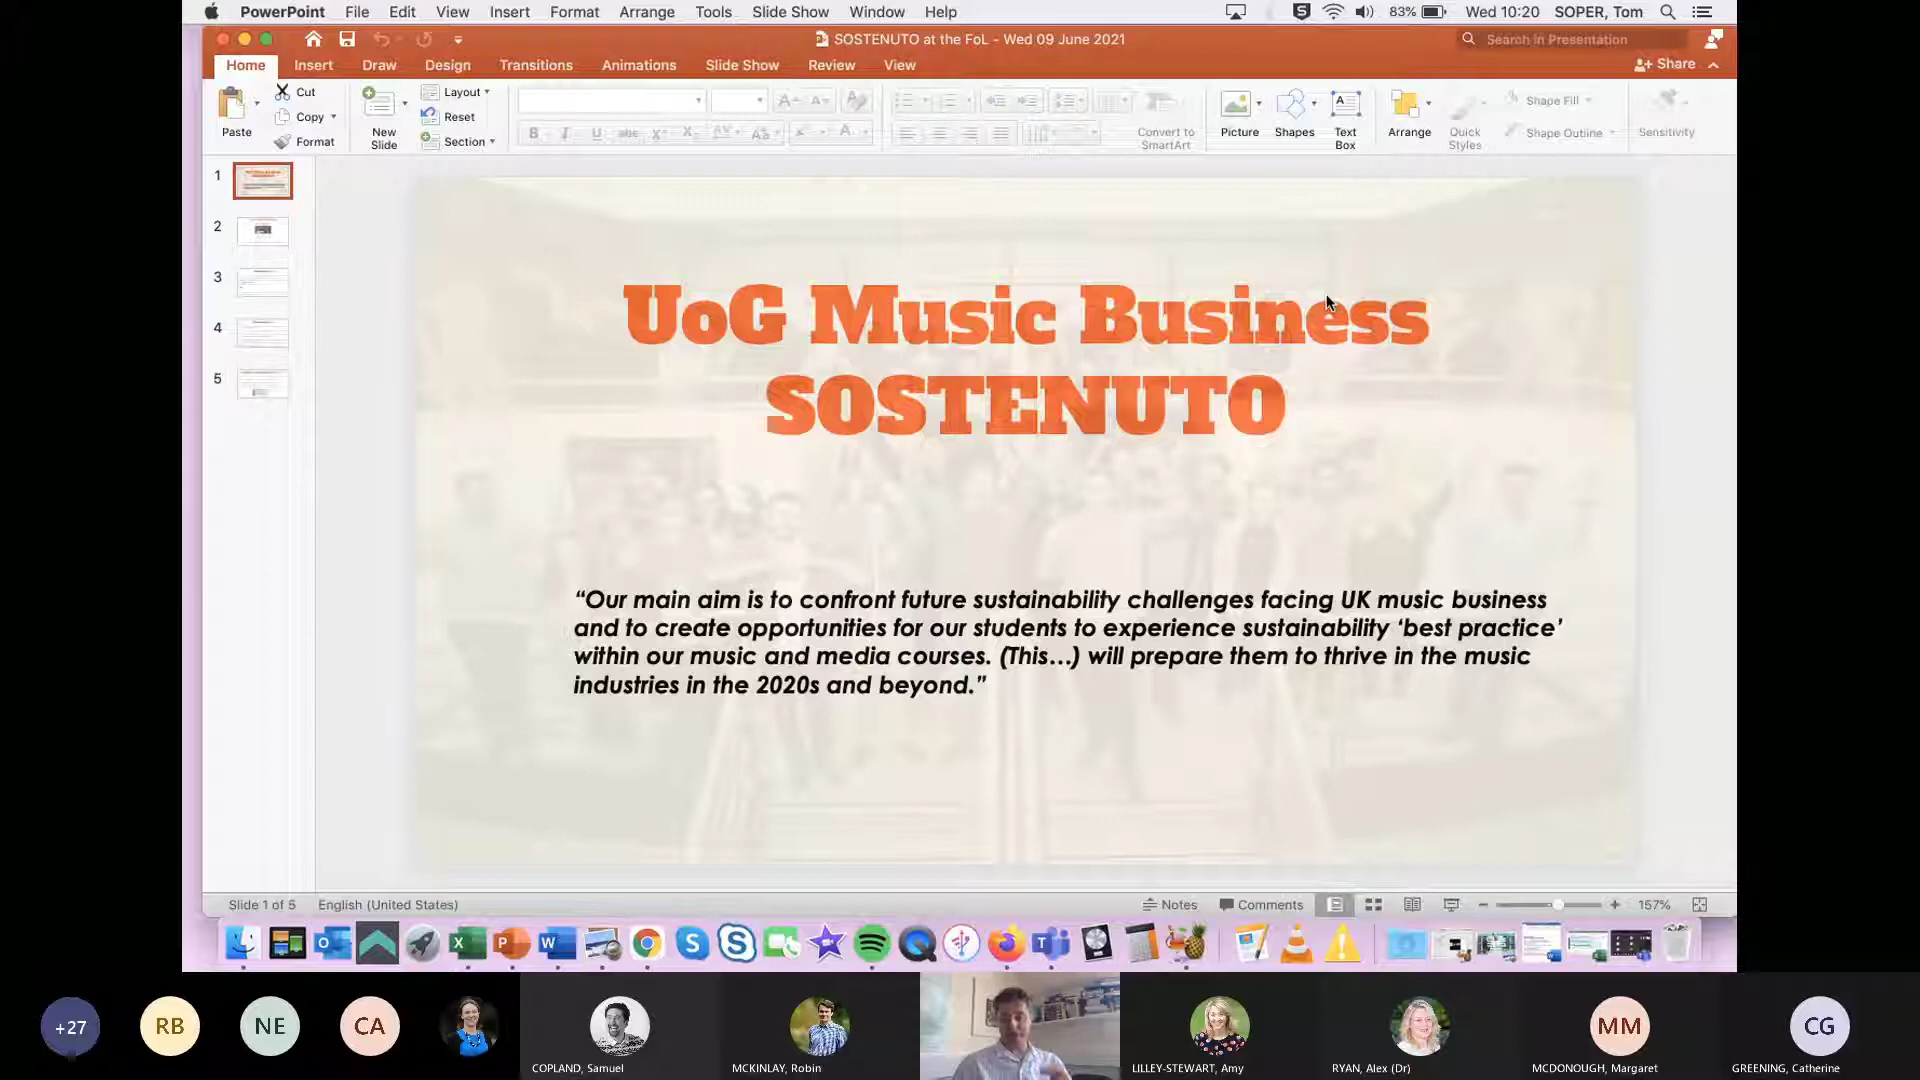 PowerPoint File Edit View Insert Format Arrange Tools Slide Show Window Help 83% Wed 10:20 SOPER, Tom
SOSTENUTO at the FoL - Wed 09 June 2021 Search in Presentation
Home Insert Draw Design Transitions Animations Slide Show Review View Share
Paste Cut Copy Format
New Slide Layout Reset Section
Convert to SmartArt
Picture Shapes Text Box Arrange Quick Styles Shape Fill Shape Outline Sensitivity
1
2
3
4
5
UoG Music Business
SOSTENUTO
“Our main aim is to confront future sustainability challenges facing UK music business
and to create opportunities for our students to experience sustainability ‘best practice’
within our music and media courses. (This...) will prepare them to thrive in the music
industries in the 2020s and beyond.”
Slide 1 of 5 English (United States) Notes Comments 157%
+27 RB NE CA MM CG
COPLAND, Samuel MCKINLAY, Robin LILLEY-STEWART, Amy RYAN, Alex (Dr) MCDONOUGH, Margaret GREENING, Catherine